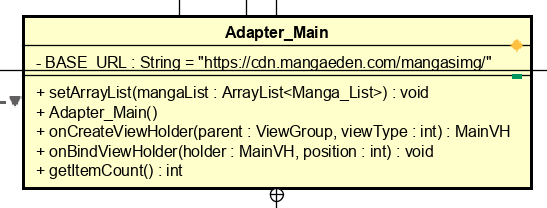 Adapter_Main
- BASE_URL : String = "https://cdn.mangaeden.com/mangasimg/"
+ setArrayList(mangaList : ArrayList<Manga_List>) : void
+ Adapter_Main()
+ onCreateViewHolder(parent : ViewGroup, viewType : int) : MainVH
+ onBindViewHolder(holder : MainVH, position : int) : void
+ getItemCount() : int